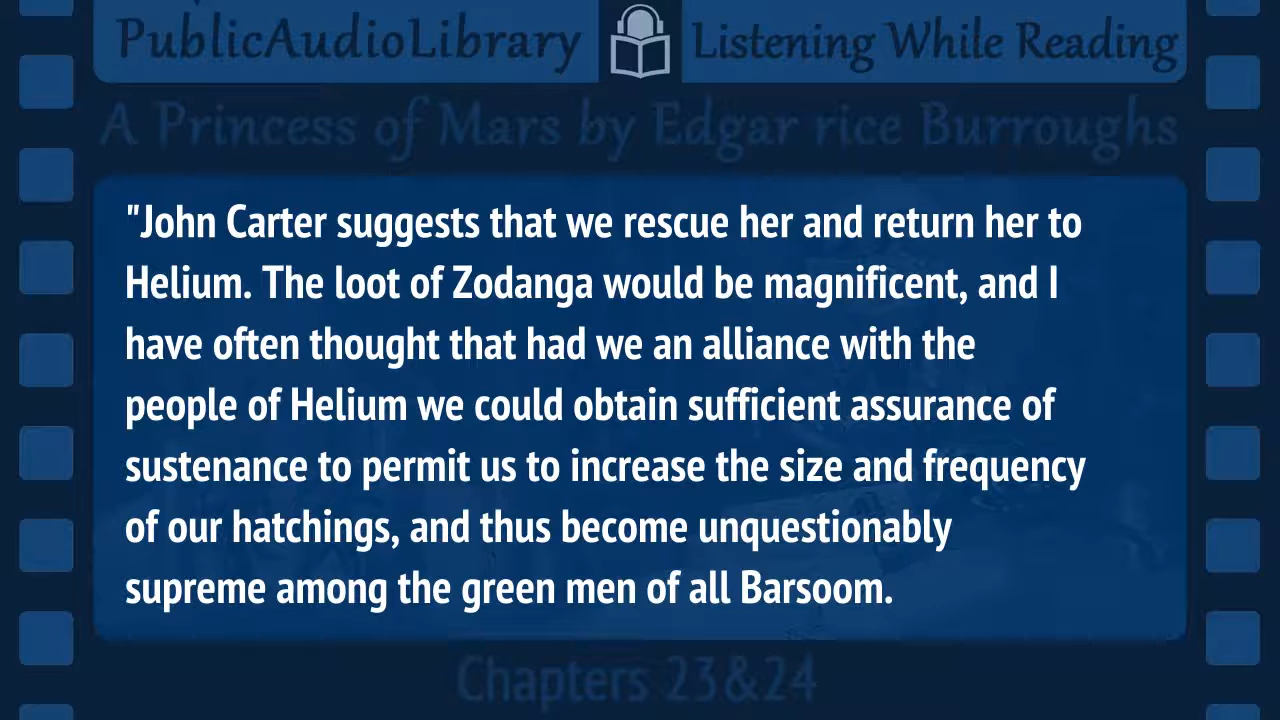 PublicAudioLibrary
Listening While Reading
A Princess of Mars by Edgar rice Burroughs
"John Carter suggests that we rescue her and return her to
Helium. The loot of Zodanga would be magnificent, and I
have often thought that had we an alliance with the
people of Helium we could obtain sufficient assurance of
sustenance to permit us to increase the size and frequency
of our hatchings, and thus become unquestionably
supreme among the green men of all Barsoom.
Chapters 23&24